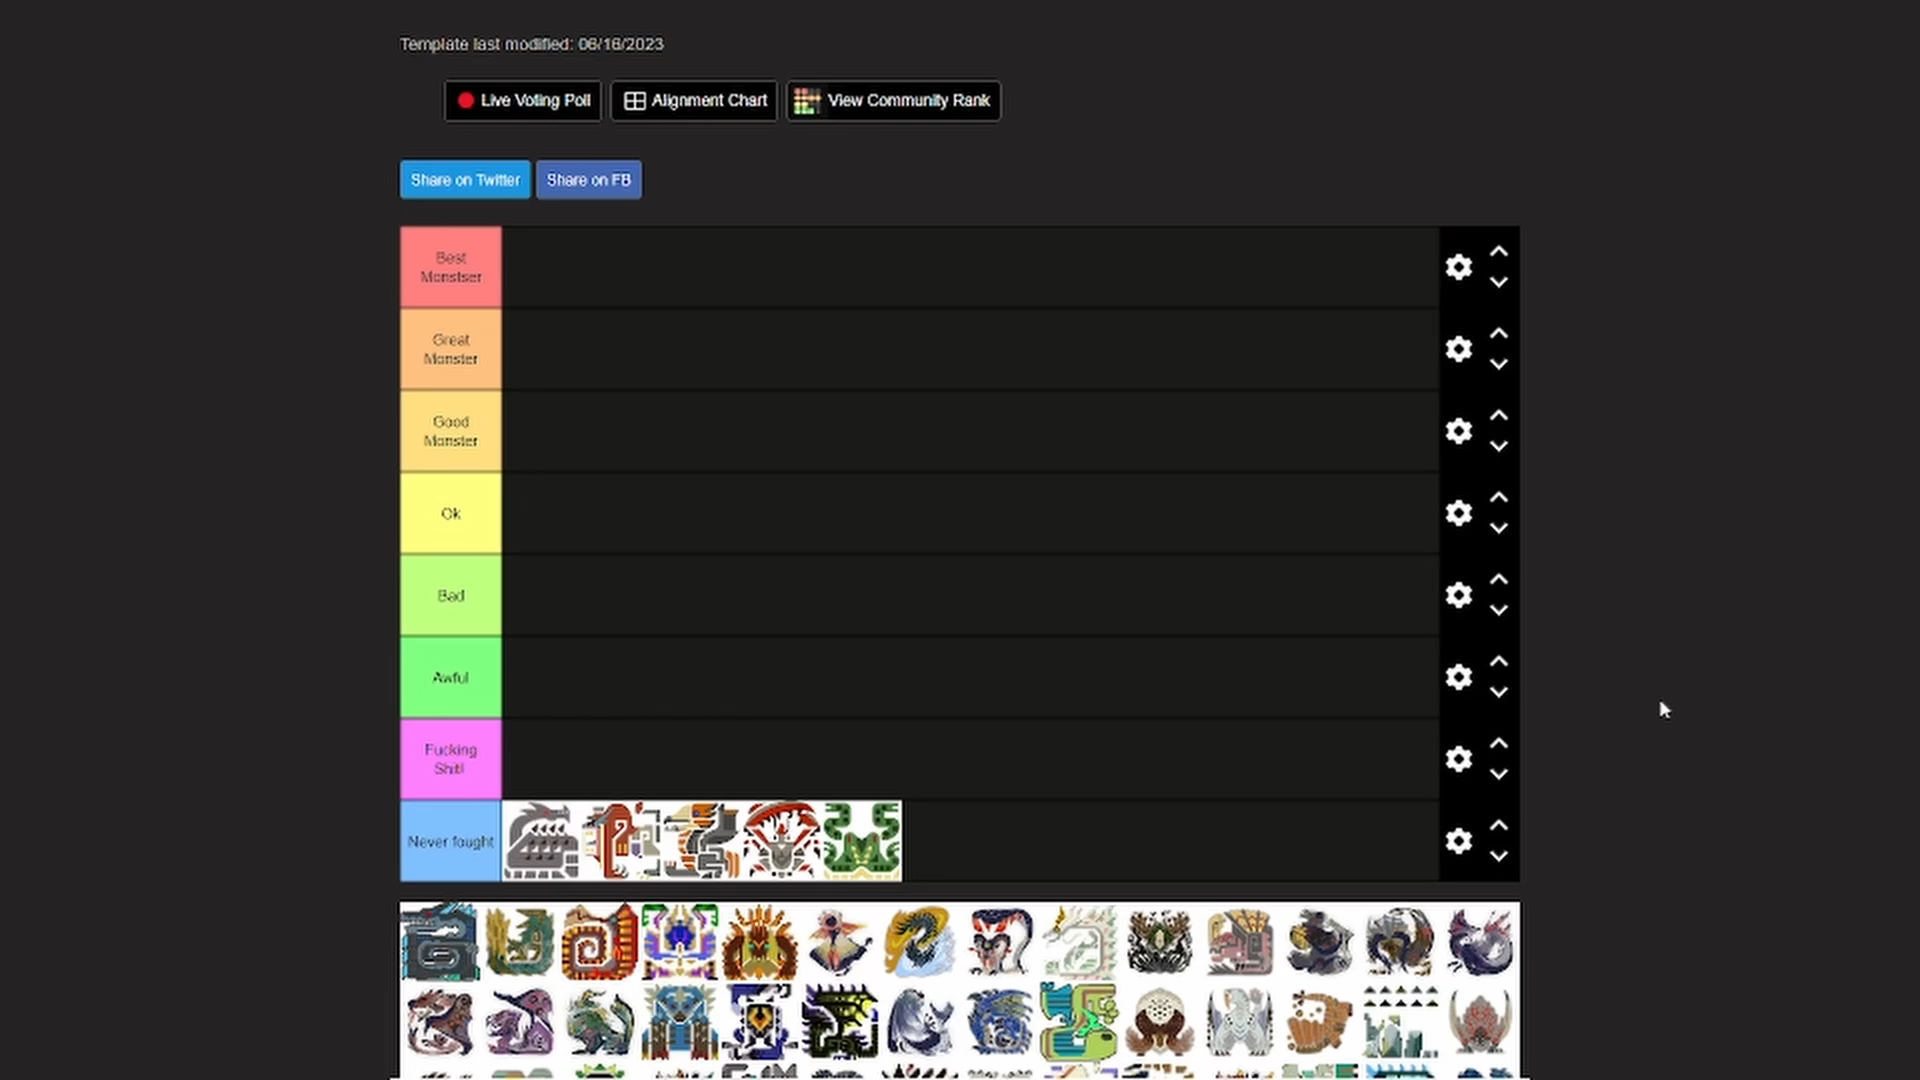 Template last modified: 06/16/2023
Live Voting Poll
Alignment Chart
View Community Rank
Share on Twitter
Share on FB
Best
Monstser
Great
Monster
Good
Monster
Ok
Bad
Awful
Fucking
Shit!
Never fought